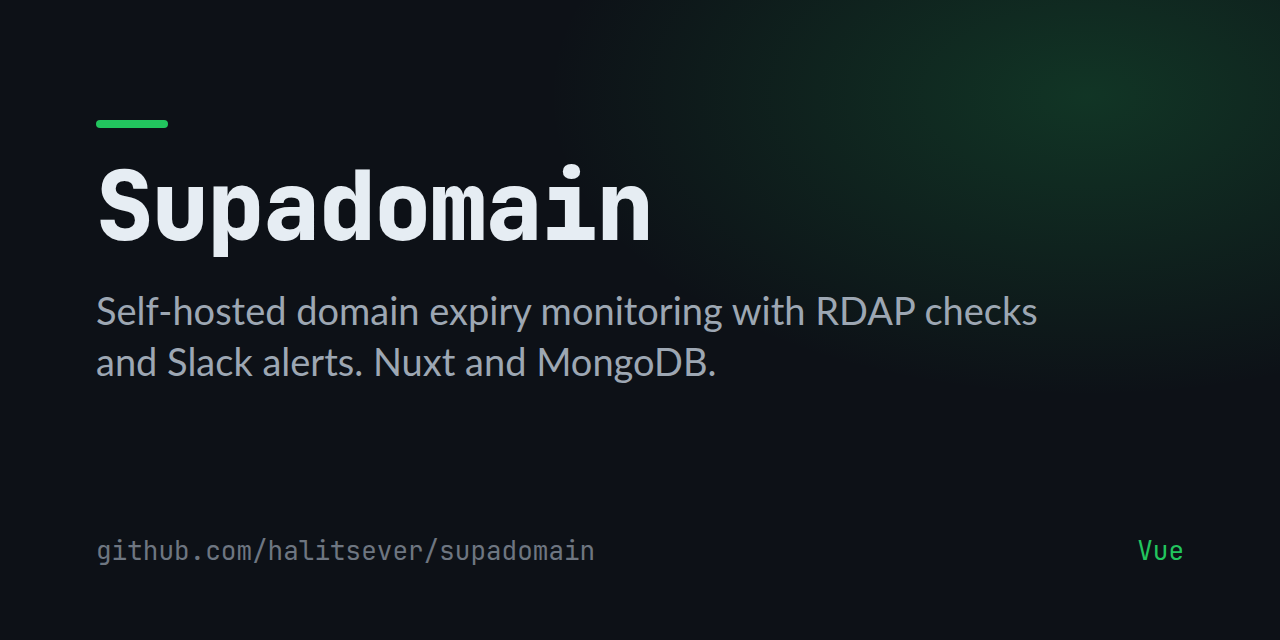 Supadomain
Self-hosted domain expiry monitoring with RDAP checks
and Slack alerts. Nuxt and MongoDB.
github.com/halitsever/supadomain
Vue